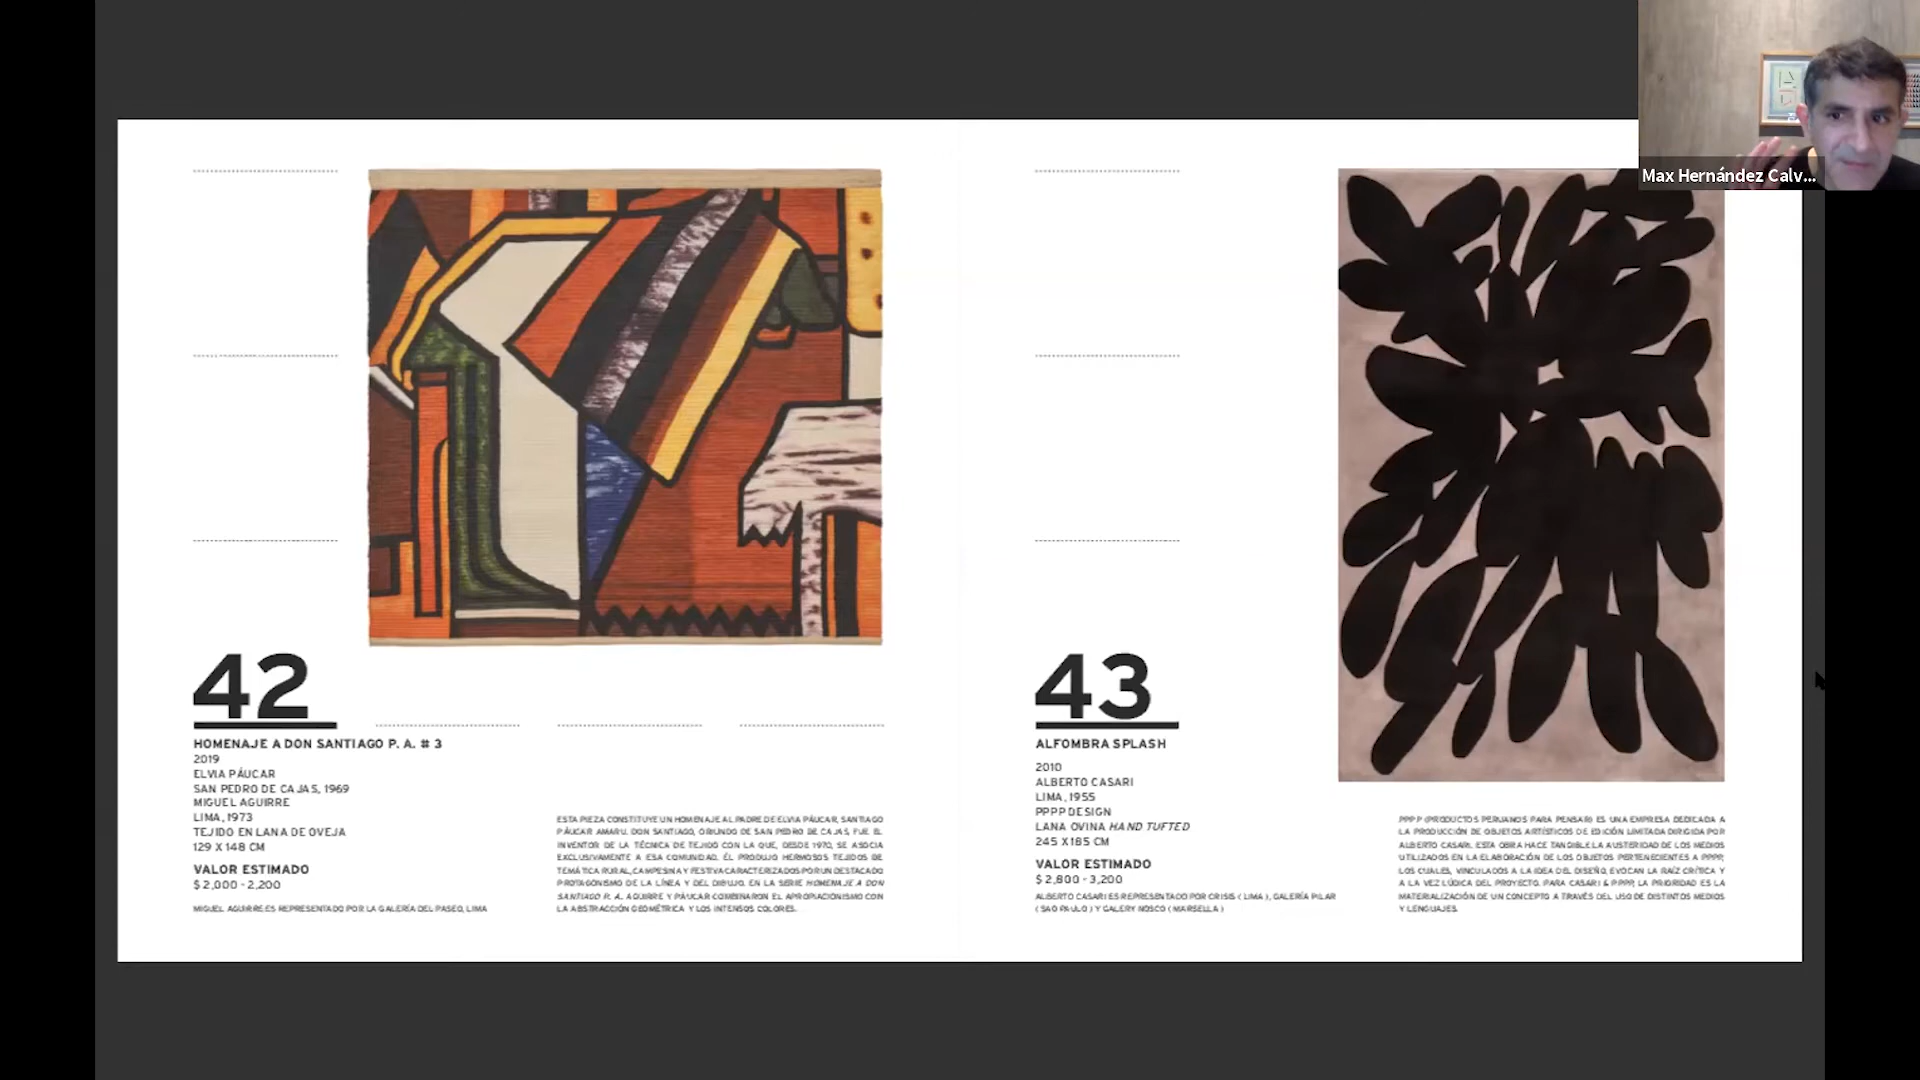 Max Hernández Calv...
42
HOMENAJE A DON SANTIAGO P. A. # 3
2019
ELVIA PÁUCAR
SAN PEDRO DE CAJAS, 1969
MIGUEL AGUIRRE
LIMA, 1973
TEJIDO EN LANA DE OVEJA
129 X 148 CM
VALOR ESTIMADO
$ 2,000 - 2,200
MIGUEL AGUIRRE ES REPRESENTADO POR LA GALERÍA DEL PASEO, LIMA
ESTA PIEZA CONSTITUYE UN HOMENAJE AL PADRE DE ELVIA PÁUCAR, SANTIAGO
PÁUCAR AMARU. DON SANTIAGO, ORIUNDO DE SAN PEDRO DE CAJAS, FUE EL
INVENTOR DE LA TÉCNICA DE TEJIDO CON LA QUE, DESDE 1970, SE ASOCIA
EXCLUSIVAMENTE A ESA COMUNIDAD. ÉL PRODUJO HERMOSOS TEJIDOS DE
TEMÁTICA RURAL, CAMPESINA Y FESTIVA CARACTERIZADOS POR UN DESTACADO
PROTAGONISMO DE LA LÍNEA Y DEL DIBUJO. EN LA SERIE HOMENAJE A DON
SANTIAGO P. A. AGUIRRE Y PÁUCAR COMBINARON EL APROPIACIONISMO CON
LA ABSTRACCIÓN GEOMÉTRICA Y LOS INTENSOS COLORES.
43
ALFOMBRA SPLASH
2010
ALBERTO CASARI
LIMA, 1955
PPPP DESIGN
LANA OVINA HAND TUFTED
245 X 185 CM
VALOR ESTIMADO
$ 2,800 - 3,200
ALBERTO CASARI ES REPRESENTADO POR CRISIS ( LIMA ), GALERÍA PILAR
( SAO PAULO ) Y GALERY NOSCO ( MARSELLA )
PPPP (PRODUCTOS PERUANOS PARA PENSAR) ES UNA EMPRESA DEDICADA A
LA PRODUCCIÓN DE OBJETOS ARTÍSTICOS DE EDICIÓN LIMITADA DIRIGIDA POR
ALBERTO CASARI. ESTA OBRA HACE TANGIBLE LA AUSTERIDAD DE LOS MEDIOS
UTILIZADOS EN LA ELABORACIÓN DE LOS OBJETOS PERTENECIENTES A PPPP,
LOS CUALES, VINCULADOS A LA IDEA DEL DISEÑO, EVOCAN LA RAÍZ CRÍTICA Y
A LA VEZ LÚDICA DEL PROYECTO. PARA CASARI & PPPP, LA PRIORIDAD ES LA
MATERIALIZACIÓN DE UN CONCEPTO A TRAVÉS DEL USO DE DISTINTOS MEDIOS
Y LENGUAJES.